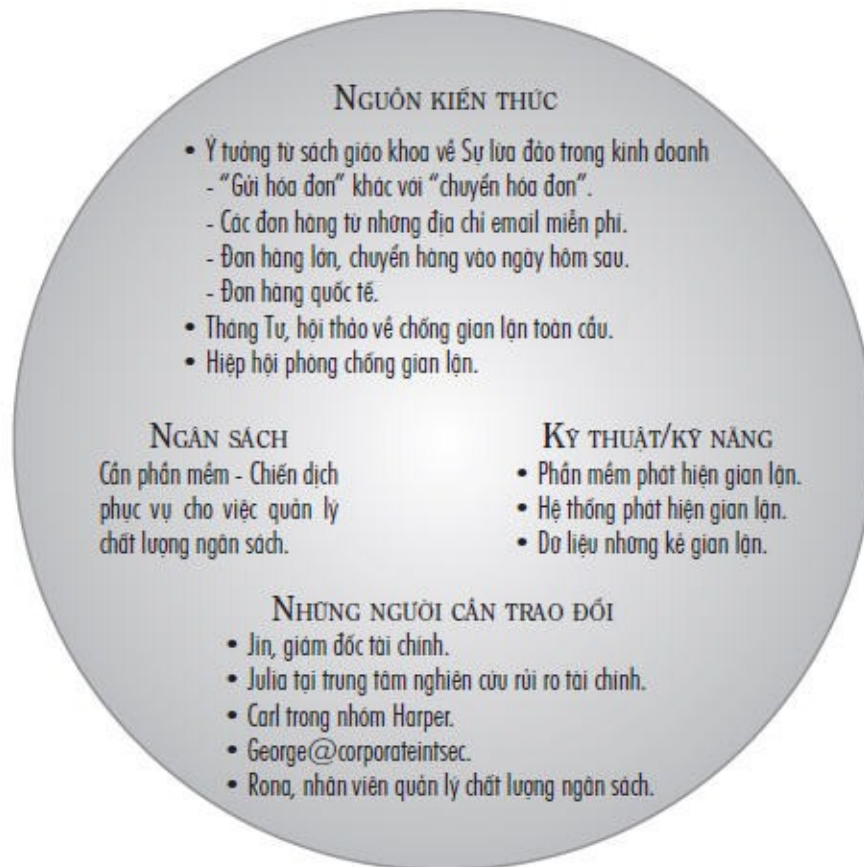 NGUỒN KIẾN THỨC
• Ý tưởng từ sách giáo khoa về Sự lừa đảo trong kinh doanh
- “Gửi hóa đơn” khác với “chuyển hóa đơn”.
- Các đơn hàng từ những địa chỉ email miễn phí.
- Đơn hàng lớn, chuyển hàng vào ngày hôm sau.
- Đơn hàng quốc tế.
• Tháng Tư, hội thảo về chống gian lận toàn cầu.
• Hiệp hội phòng chống gian lận.
NGÂN SÁCH
Cần phần mềm - Chiến dịch
phục vụ cho việc quản lý
chất lượng ngân sách.
KỸ THUẬT/KỸ NĂNG
• Phần mềm phát hiện gian lận.
• Hệ thống phát hiện gian lận.
• Dữ liệu những kẻ gian lận.
NHỮNG NGƯỜI CẦN TRAO ĐỔI
• Jin, giám đốc tài chính.
• Julia tại trung tâm nghiên cứu rủi ro tài chính.
• Carl trong nhóm Harper.
• George@corporateintsec.
• Rona, nhân viên quản lý chất lượng ngân sách.